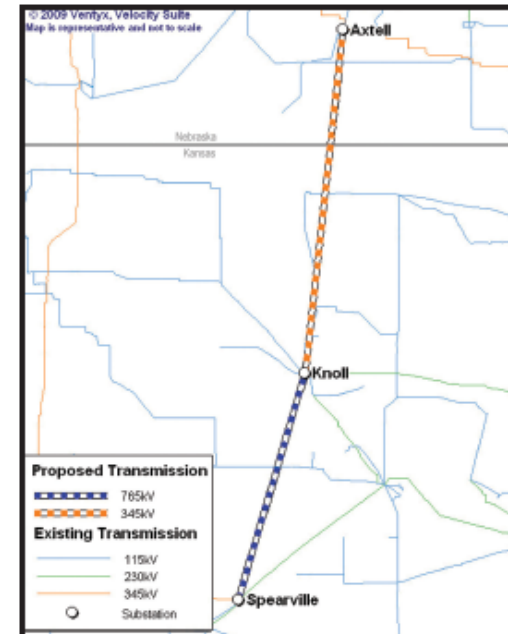 © 2009 Ventyx, Velocity Suite
Map is representative and not to scale
Axtell
Nebraska
Kansas
Knoll
Proposed Transmission
765kV
345kV
Existing Transmission
115kV
230kV
345kV
Substation
Spearville